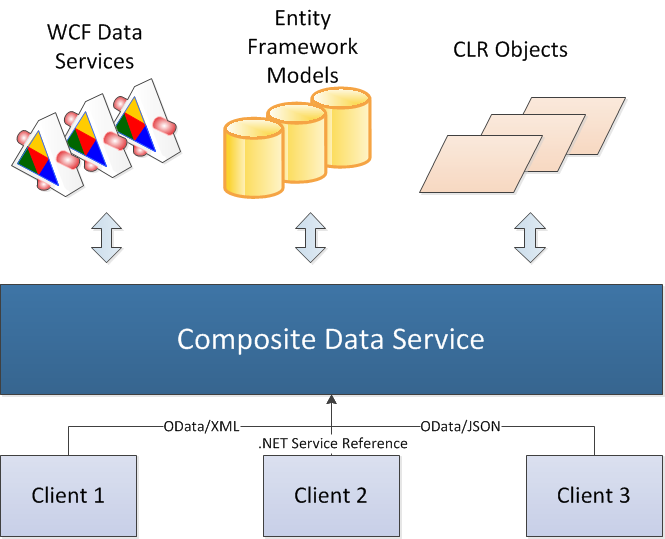 WCF Data
Services
Entity
Framework
Models
CLR Objects
Composite Data Service
OData/XML
OData/JSON
.NET Service Reference
Client 1
Client 2
Client 3